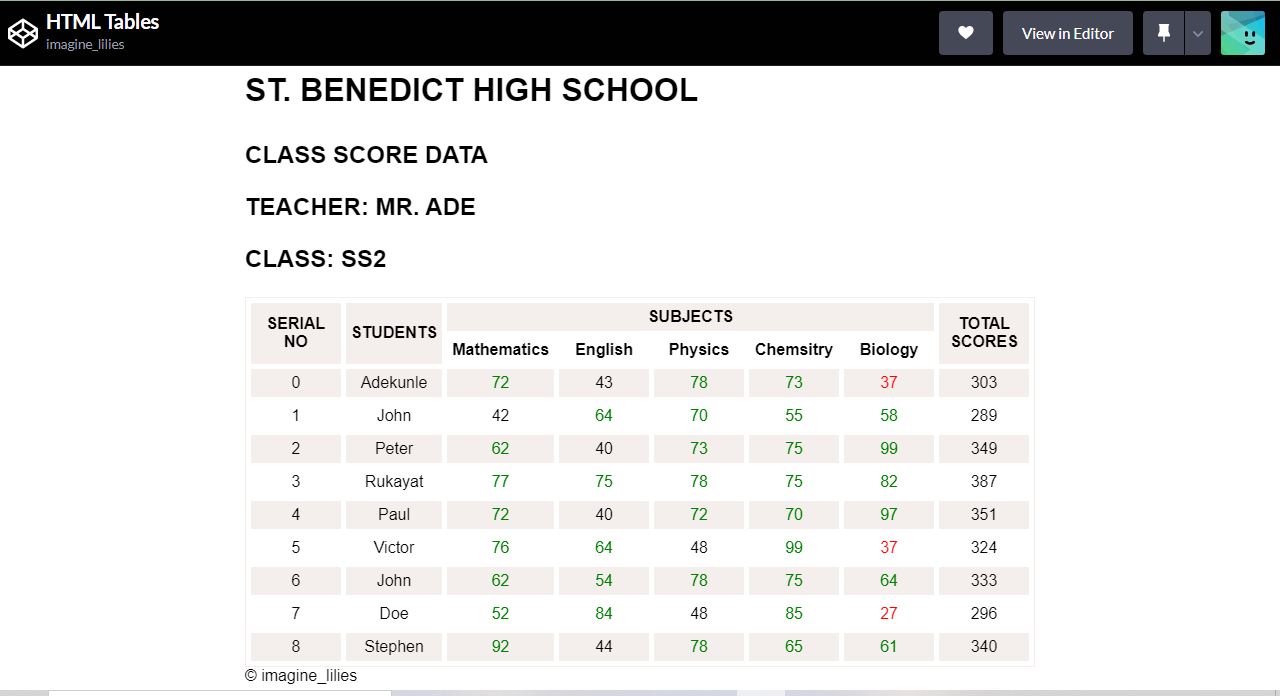 HTML Tables
imagine_lilies
View in Editor
ST. BENEDICT HIGH SCHOOL
CLASS SCORE DATA
TEACHER: MR. ADE
CLASS: SS2
SERIAL NO STUDENTS SUBJECTS TOTAL SCORES
Mathematics English Physics Chemsitry Biology
0 Adekunle 72 43 78 73 37 303
1 John 42 64 70 55 58 289
2 Peter 62 40 73 75 99 349
3 Rukayat 77 75 78 75 82 387
4 Paul 72 40 72 70 97 351
5 Victor 76 64 48 99 37 324
6 John 62 54 78 75 64 333
7 Doe 52 84 48 85 27 296
8 Stephen 92 44 78 65 61 340
© imagine_lilies